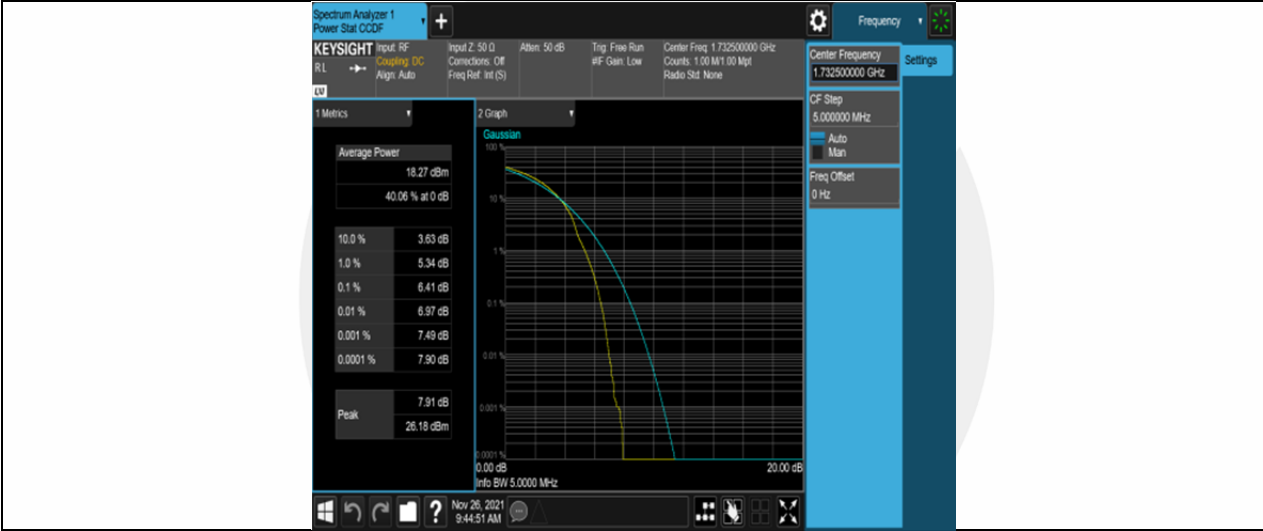 Spectrum Analyzer 1
Power Stat CCDF
+
Frequency
KEYSIGHT
RL
LV
Input: RF
Coupling: DC
Align: Auto
Input Z: 50 Ω
Corrections: Off
Freq Ref: Int (S)
Atten: 50 dB
Trig: Free Run
#IF Gain: Low
Center Freq: 1.732500000 GHz
Counts: 1.00 M/1.00 Mpt
Radio Std: None
Center Frequency
1.732500000 GHz
Settings
CF Step
5.000000 MHz
Auto
Man
Freq Offset
0 Hz
1 Metrics
Average Power
18.27 dBm
40.06 % at 0 dB
10.0 % 3.63 dB
1.0 % 5.34 dB
0.1 % 6.41 dB
0.01 % 6.97 dB
0.001 % 7.49 dB
0.0001 % 7.90 dB
Peak 7.91 dB
26.18 dBm
2 Graph
Gaussian
100 %
10 %
1 %
0.1 %
0.01 %
0.001 %
0.0001 %
0.00 dB 20.00 dB
Info BW 5.0000 MHz
?
Nov 26, 2021
9:44:51 AM